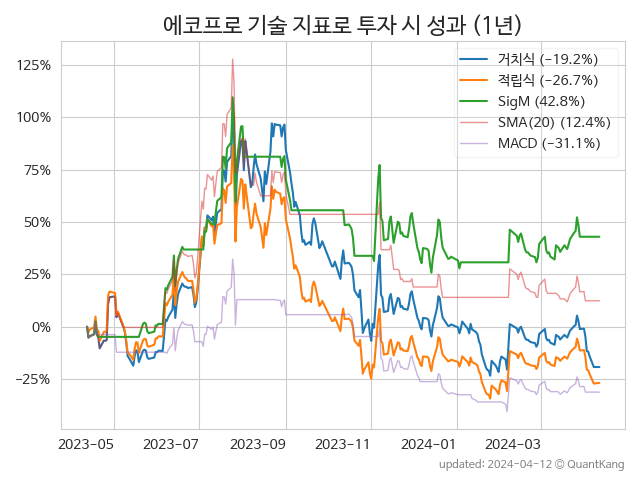 에코프로 기술 지표로 투자 시 성과 (1년)
거치식 (−19.2%)
적립식 (−26.7%)
SigM (42.8%)
SMA(20) (12.4%)
MACD (−31.1%)
125%
100%
75%
50%
25%
0%
−25%
2023-05 2023-07 2023-09 2023-11 2024-01 2024-03
updated: 2024-04-12 © QuantKang